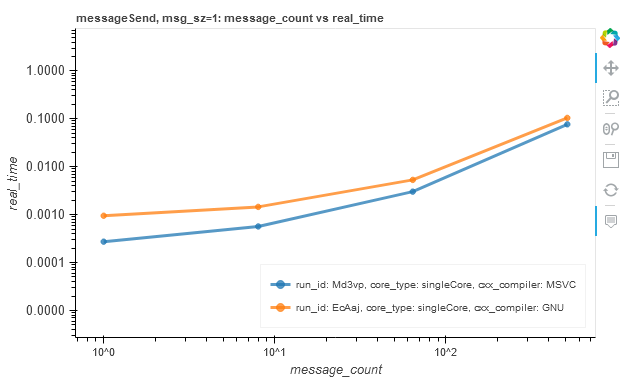 messageSend, msg_sz=1: message_count vs real_time
1.0000
0.1000
0.0100
0.0010
0.0001
0.0000
real_time
10^0
10^1
10^2
message_count
run_id: Md3vp, core_type: singleCore, cxx_compiler: MSVC
run_id: EoAaj, core_type: singleCore, cxx_compiler: GNU